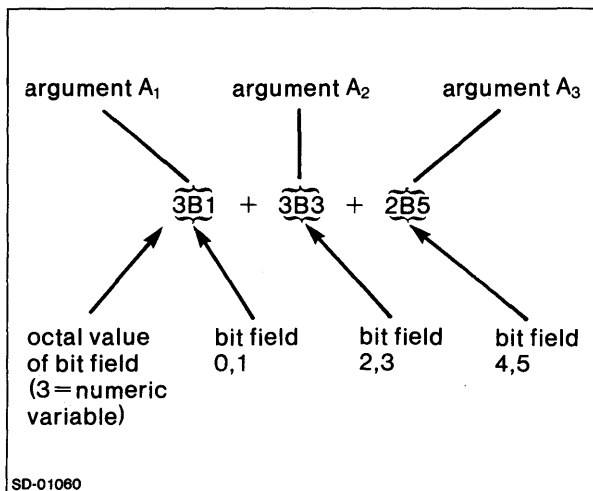 argument A₁ argument A₂ argument A₃
3B1 + 3B3 + 2B5
octal value
of bit field
(3=numeric
variable)
bit field
0,1
bit field
2,3
bit field
4,5
SD-01060